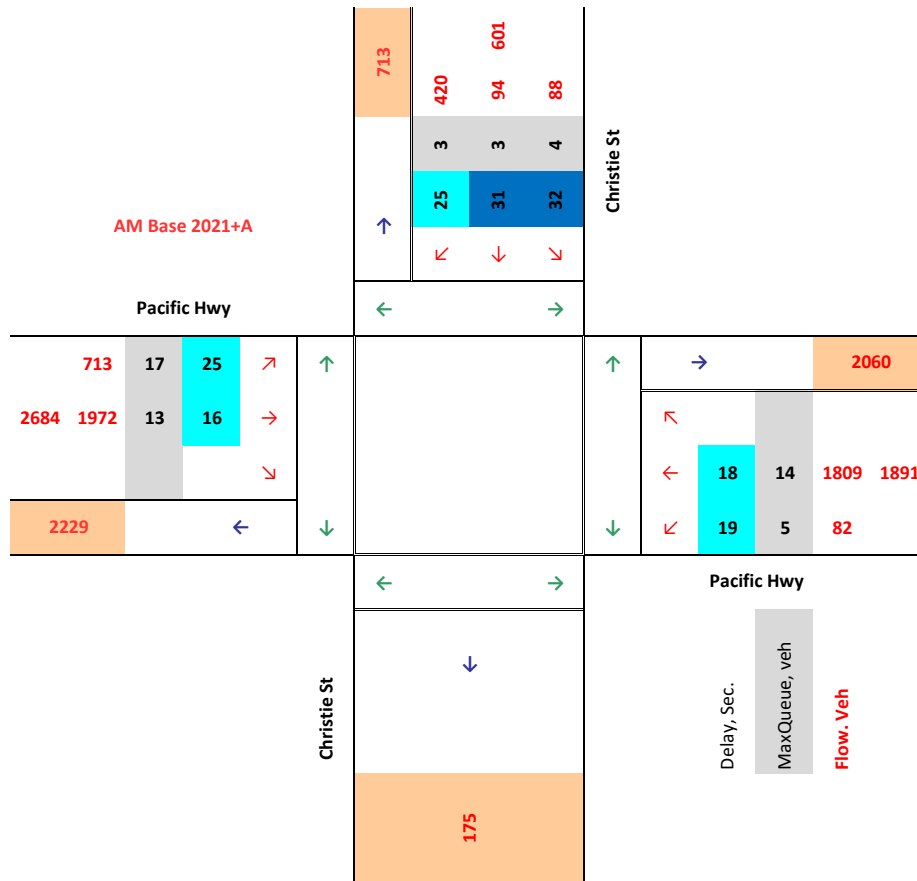 713
601
420 94 88
3 3 4
25 31 32
↑
↙ ↓ ↘
Christie St
AM Base 2021+A
Pacific Hwy
← →
713 17 25 ↗ ↑
2684 1972 13 16 →
↘
2229 ← ↓
↑ → 2060
↖
← 18 14 1809 1891
↓ ↙ 19 5 82
← →
Pacific Hwy
↓
Christie St
Delay, Sec.
MaxQueue, veh
Flow. Veh
175